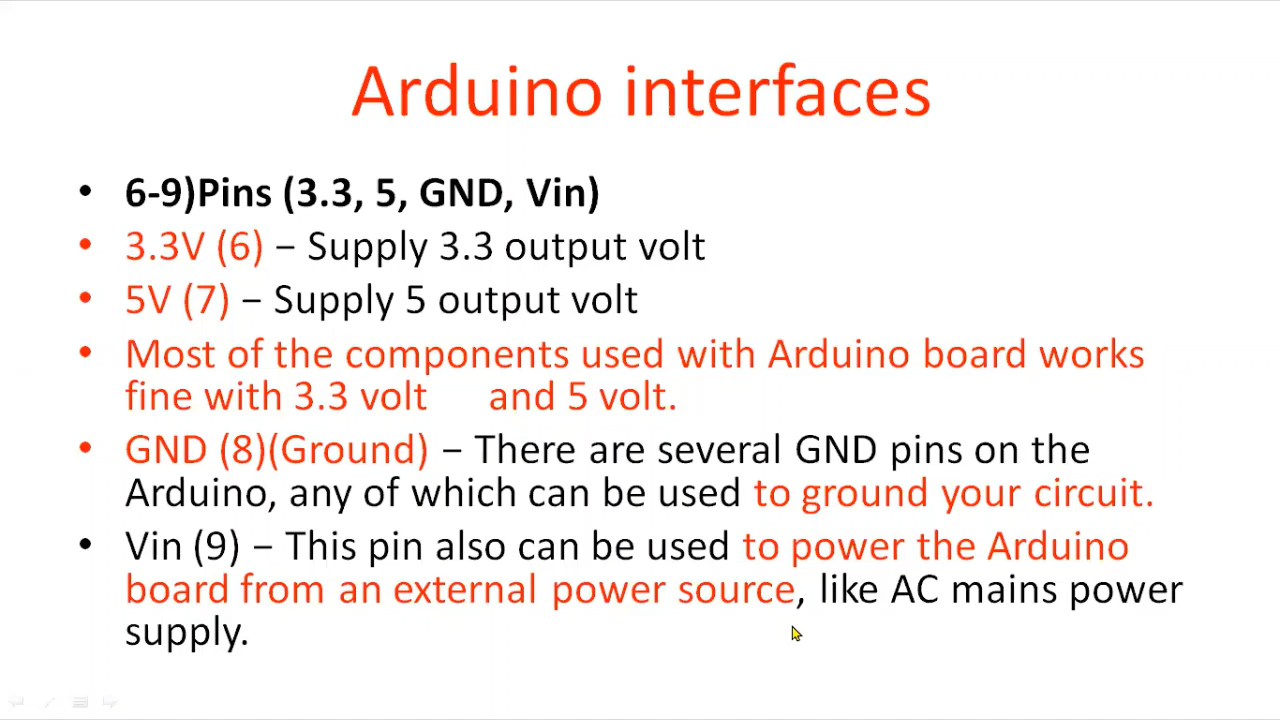 Arduino interfaces
• 6-9)Pins (3.3, 5, GND, Vin)
• 3.3V (6) − Supply 3.3 output volt
• 5V (7) − Supply 5 output volt
• Most of the components used with Arduino board works
fine with 3.3 volt and 5 volt.
• GND (8)(Ground) − There are several GND pins on the
Arduino, any of which can be used to ground your circuit.
• Vin (9) − This pin also can be used to power the Arduino
board from an external power source, like AC mains power
supply.